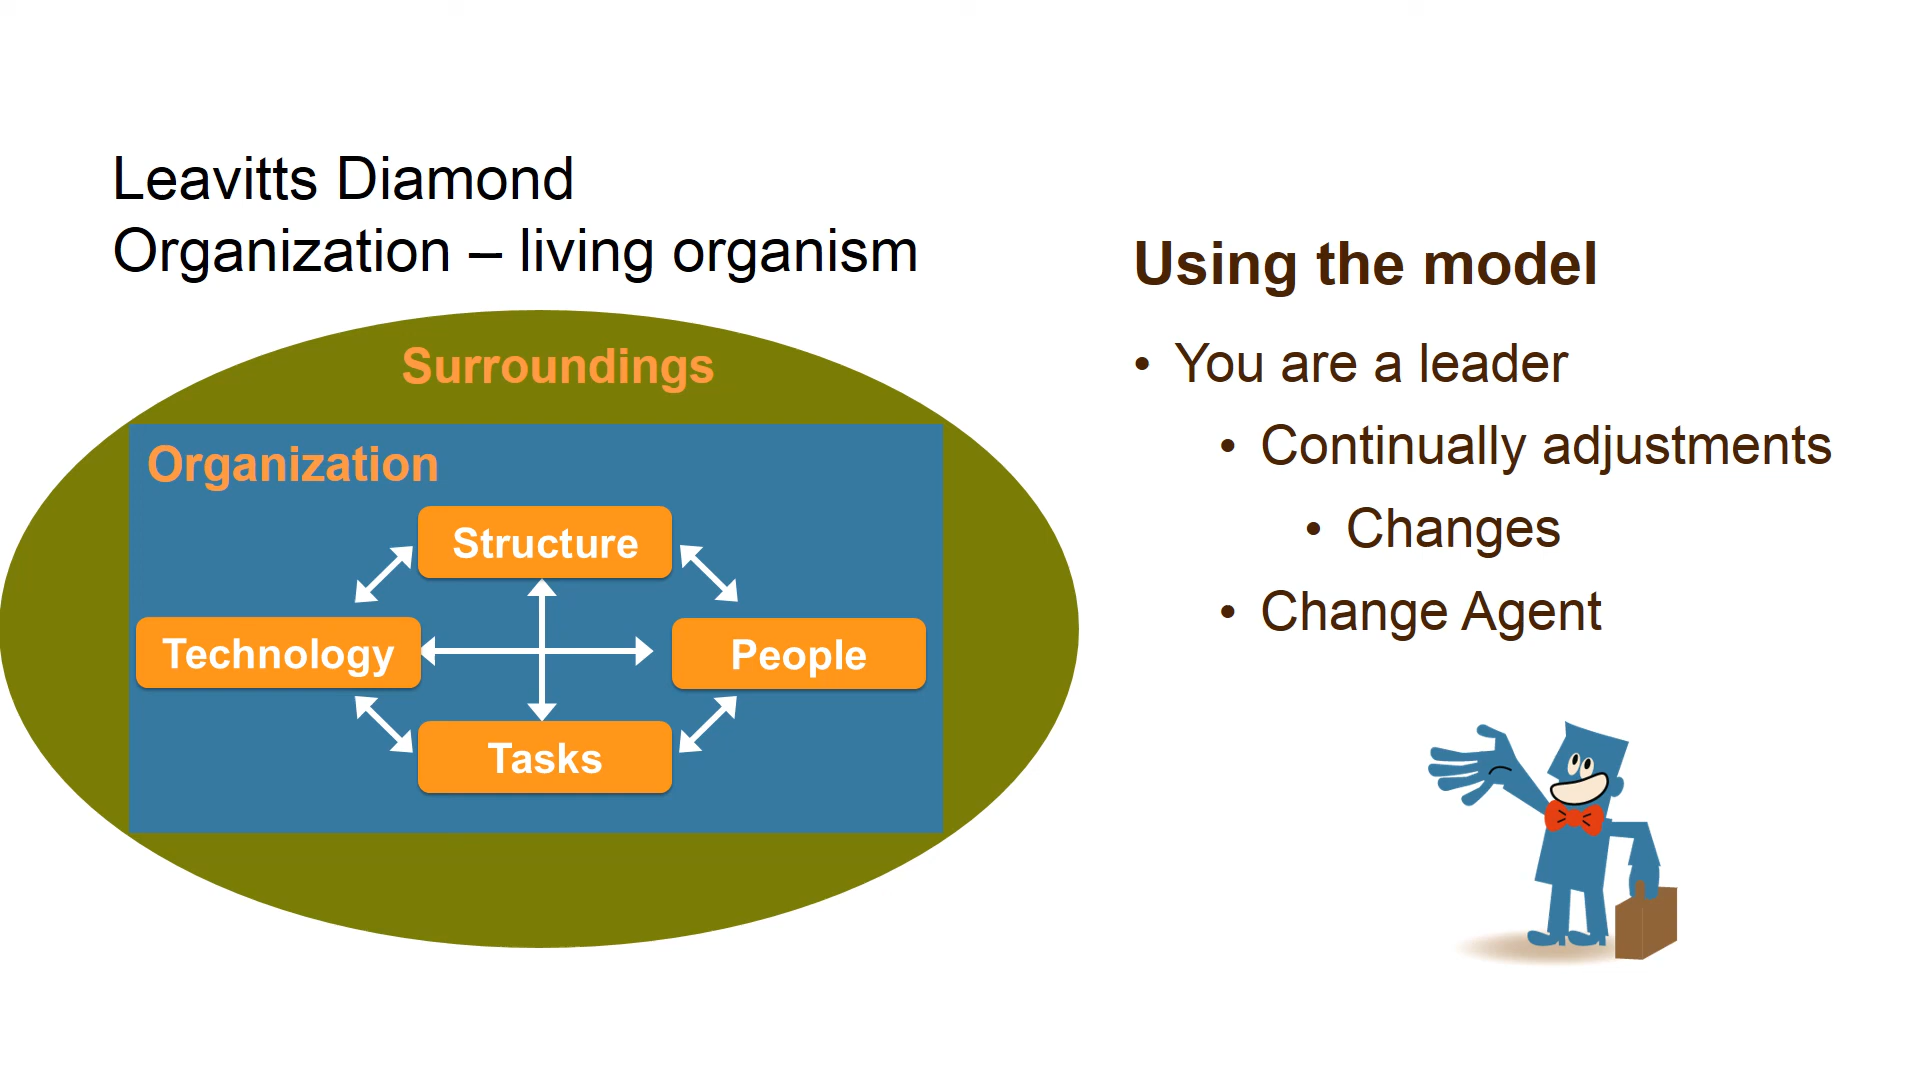 Leavitts Diamond
Organization – living organism
Surroundings
Organization
Structure
Technology
People
Tasks
Using the model
• You are a leader
• Continually adjustments
• Changes
• Change Agent